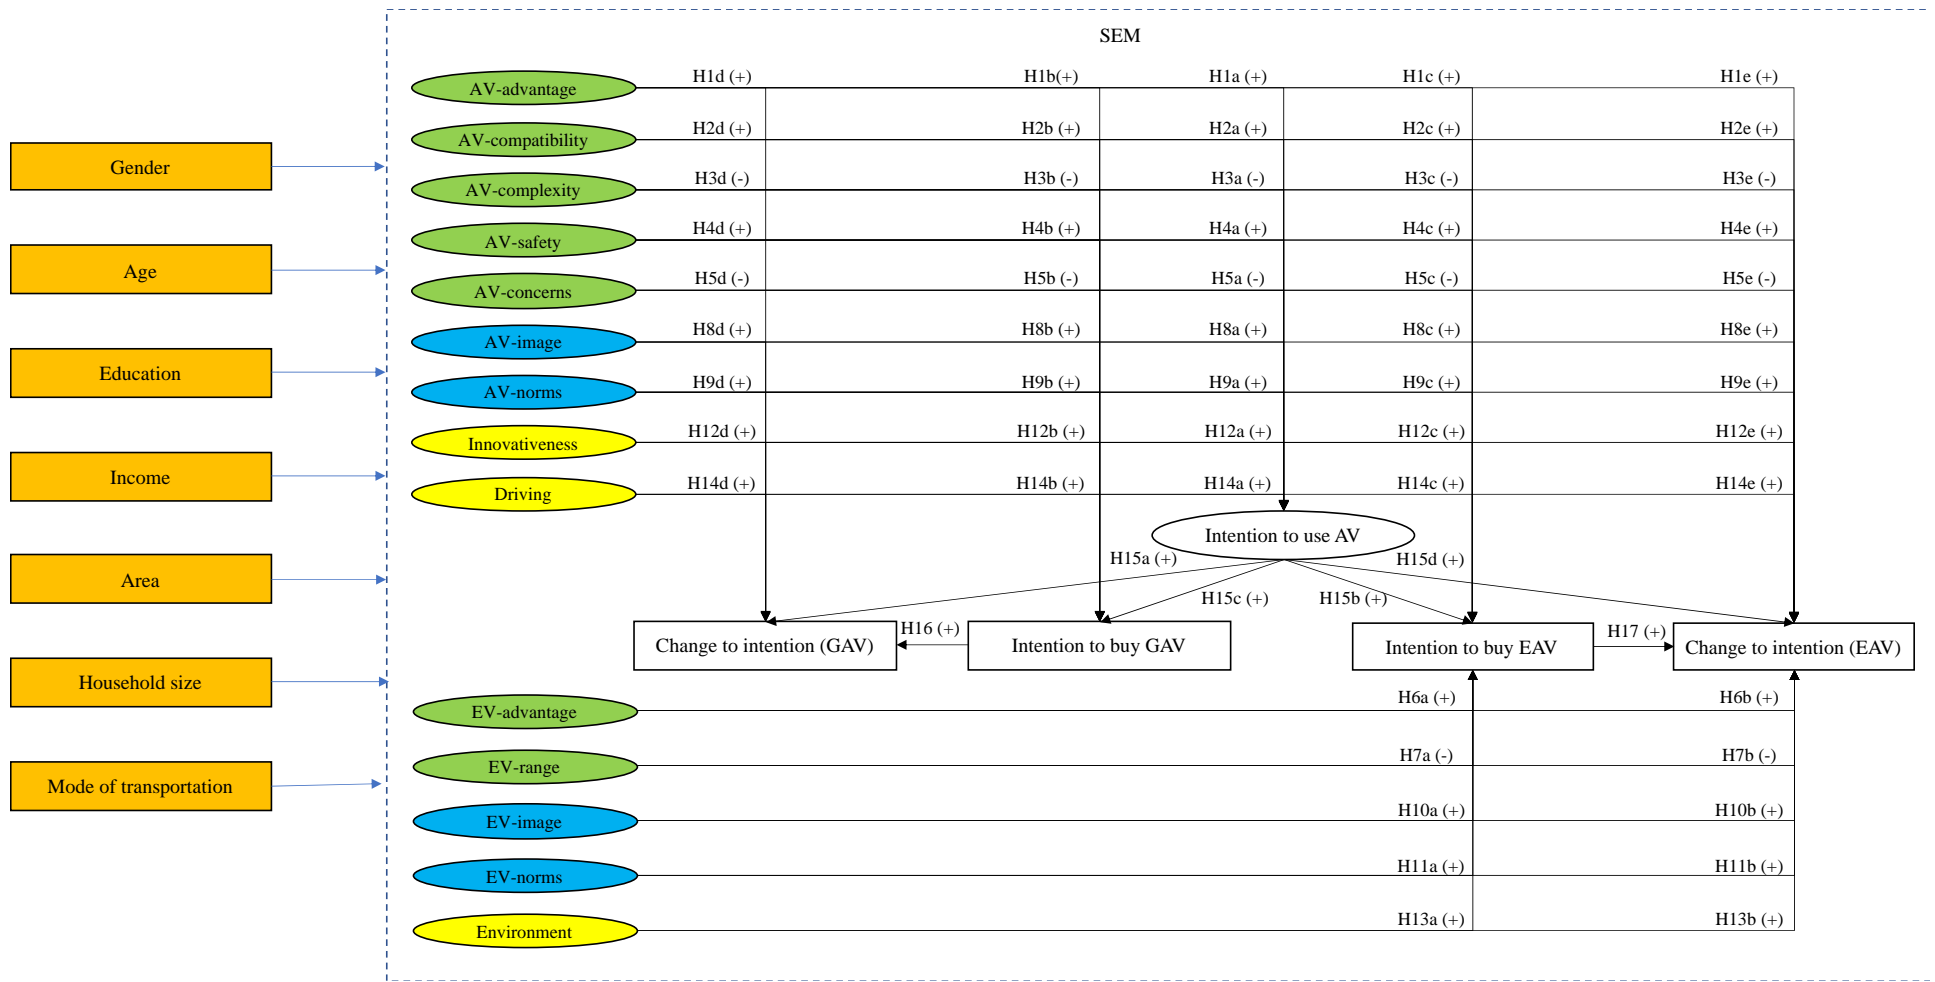 SEM
H1d (+) H1b(+) H1a (+) H1c (+) H1e (+)
AV-advantage
H2d (+) H2b (+) H2a (+) H2c (+) H2e (+)
AV-compatibility
Gender
H3d (-) H3b (-) H3a (-) H3c (-) H3e (-)
AV-complexity
H4d (+) H4b (+) H4a (+) H4c (+) H4e (+)
AV-safety
Age
H5d (-) H5b (-) H5a (-) H5c (-) H5e (-)
AV-concerns
H8d (+) H8b (+) H8a (+) H8c (+) H8e (+)
AV-image
Education
H9d (+) H9b (+) H9a (+) H9c (+) H9e (+)
AV-norms
H12d (+) H12b (+) H12a (+) H12c (+) H12e (+)
Innovativeness
Income
H14d (+) H14b (+) H14a (+) H14c (+) H14e (+)
Driving
Intention to use AV
H15a (+) H15d (+)
Area
H15c (+) H15b (+)
H16 (+) H17 (+)
Change to intention (GAV) Intention to buy GAV Intention to buy EAV Change to intention (EAV)
Household size
H6a (+) H6b (+)
EV-advantage
H7a (-) H7b (-)
EV-range
Mode of transportation
H10a (+) H10b (+)
EV-image
H11a (+) H11b (+)
EV-norms
H13a (+) H13b (+)
Environment